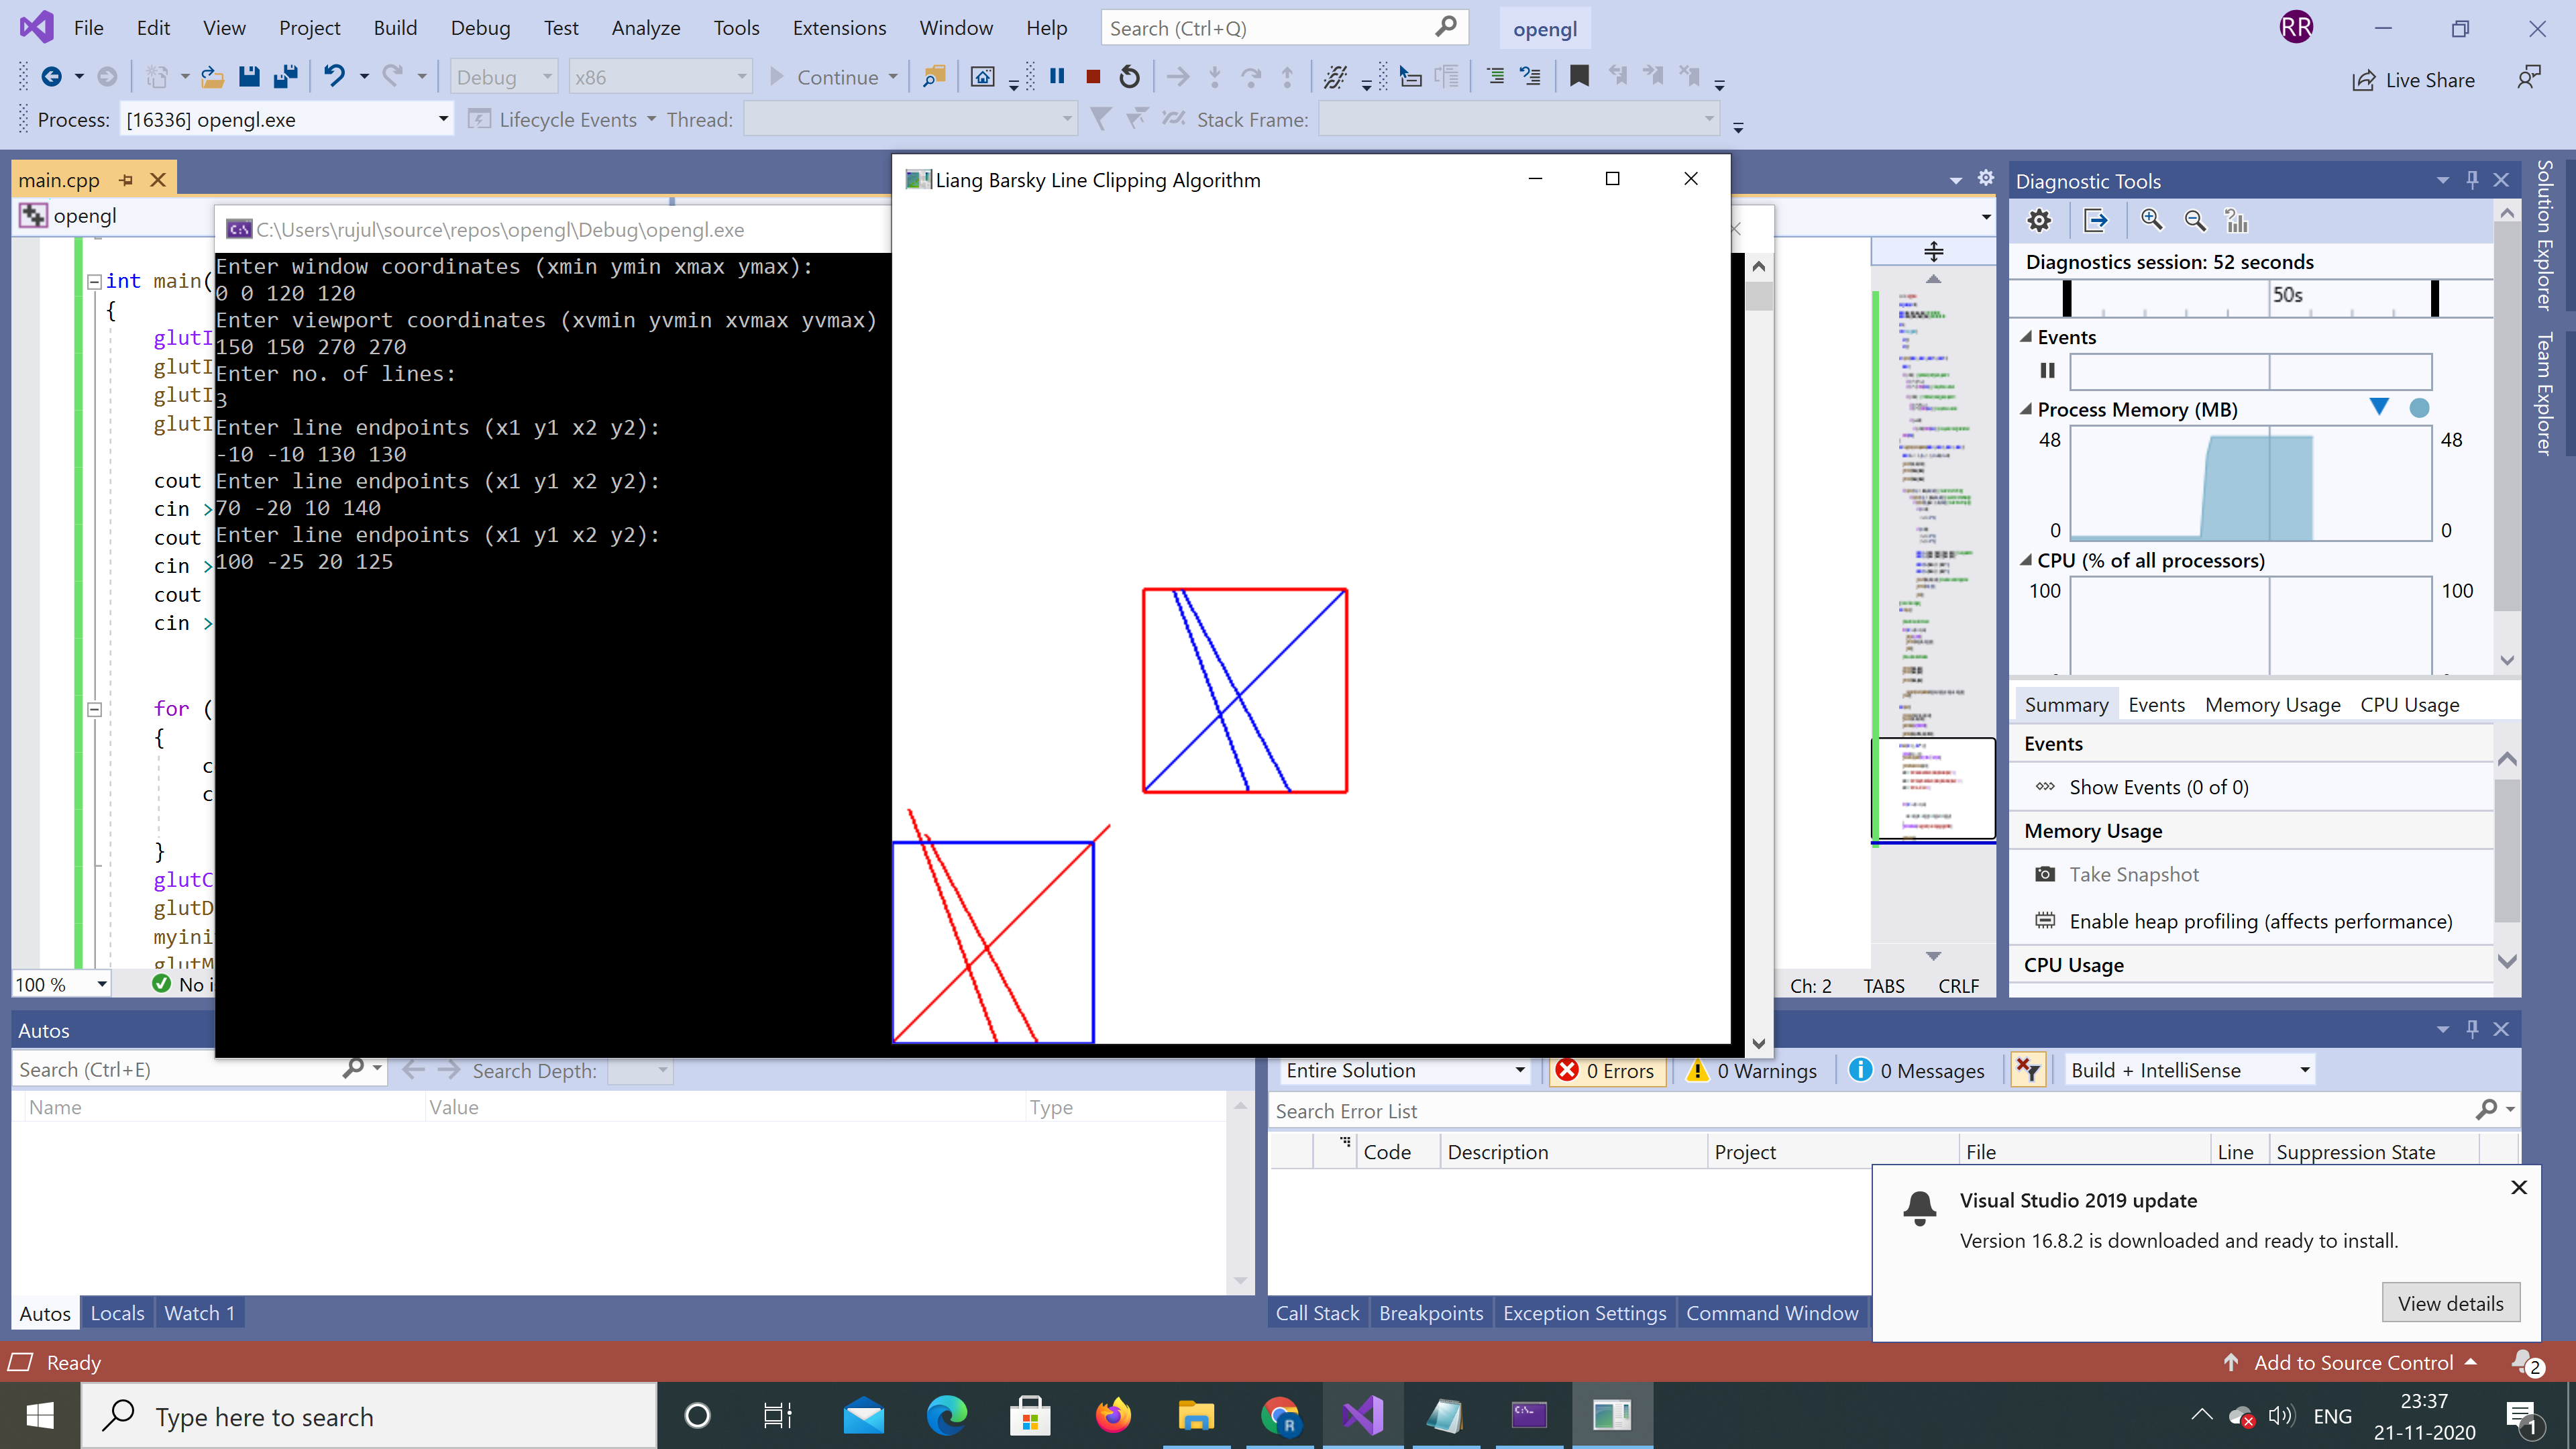 File Edit View Project Build Debug Test Analyze Tools Extensions Window Help Search (Ctrl+Q) opengl RR
Debug x86 Continue Live Share
Process: [16336] opengl.exe Lifecycle Events Thread: Stack Frame:
main.cpp
opengl
int main(
{
glutI
glutI
glutI
glutI
cout
cin >
cout
cin >
cout
cin >
for (
{
c
c
}
glutC
glutD
myini
glutM
100 % No i
Ch: 2 TABS CRLF
C:\Users\rujul\source\repos\opengl\Debug\opengl.exe
Enter window coordinates (xmin ymin xmax ymax):
0 0 120 120
Enter viewport coordinates (xvmin yvmin xvmax yvmax)
150 150 270 270
Enter no. of lines:
3
Enter line endpoints (x1 y1 x2 y2):
-10 -10 130 130
Enter line endpoints (x1 y1 x2 y2):
70 -20 10 140
Enter line endpoints (x1 y1 x2 y2):
100 -25 20 125
Liang Barsky Line Clipping Algorithm
Diagnostic Tools
Diagnostics session: 52 seconds
50s
Events
Process Memory (MB)
48 48
0 0
CPU (% of all processors)
100 100
Summary Events Memory Usage CPU Usage
Events
Show Events (0 of 0)
Memory Usage
Take Snapshot
Enable heap profiling (affects performance)
CPU Usage
Solution Explorer
Team Explorer
Autos
Search (Ctrl+E) Search Depth:
Name Value Type
Autos Locals Watch 1
Entire Solution 0 Errors 0 Warnings 0 Messages Build + IntelliSense
Search Error List
Code Description Project File Line Suppression State
Call Stack Breakpoints Exception Settings Command Window
Visual Studio 2019 update
Version 16.8.2 is downloaded and ready to install.
View details
Ready Add to Source Control 2
Type here to search C:\_ R ENG 23:37
21-11-2020 1